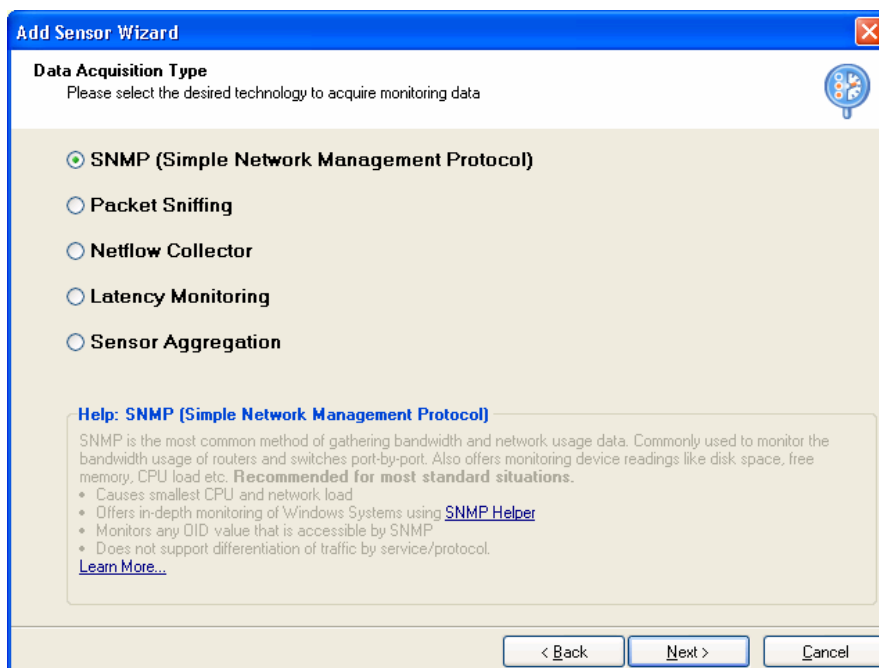 Add Sensor Wizard
Data Acquisition Type
Please select the desired technology to acquire monitoring data
SNMP (Simple Network Management Protocol)
Packet Sniffing
Netflow Collector
Latency Monitoring
Sensor Aggregation
Help: SNMP (Simple Network Management Protocol)
SNMP is the most common method of gathering bandwidth and network usage data. Commonly used to monitor the
bandwidth usage of routers and switches port-by-port. Also offers monitoring device readings like disk space, free
memory, CPU load etc. Recommended for most standard situations.
• Causes smallest CPU and network load
• Offers in-depth monitoring of Windows Systems using SNMP Helper
• Monitors any OID value that is accessible by SNMP
• Does not support differentiation of traffic by service/protocol.
Learn More...
< Back
Next >
Cancel